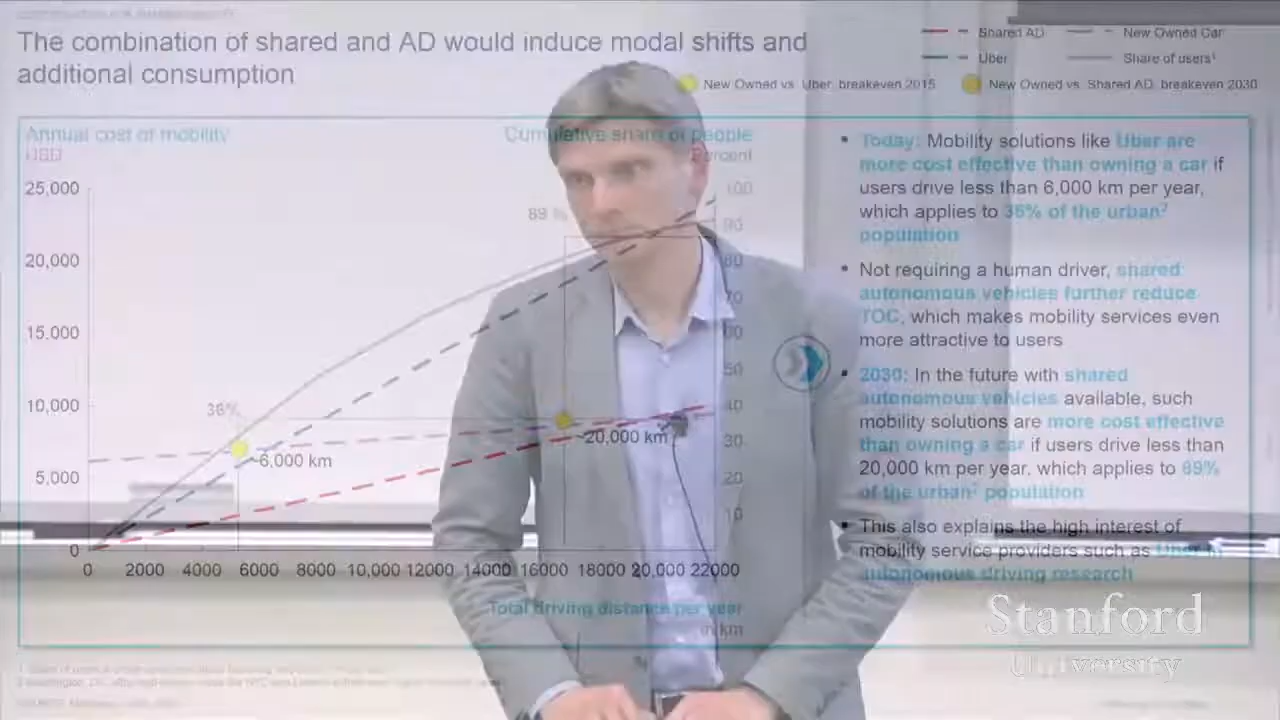 The combination of shared and AD would induce modal shifts and
additional consumption
Shared AD
New Owned Car
Uber
Share of users¹
New Owned vs. Uber, breakeven 2015
New Owned vs. Shared AD, breakeven 2030
Annual cost of mobility
USD
Cumulative share of people
Percent
25,000
20,000
15,000
10,000
5,000
0
100
90
80
70
60
50
40
30
20
10
89 %
36%
~6,000 km
~20,000 km
0 2000 4000 6000 8000 10,000 12000 14000 16000 18000 20,000 22000
Total driving distance per year
in km
• Today: Mobility solutions like Uber are
more cost effective than owning a car if
users drive less than 6,000 km per year,
which applies to 36% of the urban²
population
• Not requiring a human driver, shared
autonomous vehicles further reduce
TOC, which makes mobility services even
more attractive to users
• 2030: In the future with shared
autonomous vehicles available, such
mobility solutions are more cost effective
than owning a car if users drive less than
20,000 km per year, which applies to 89%
of the urban² population
• This also explains the high interest of
mobility service providers such as Uber in
autonomous driving research
Stanford
University